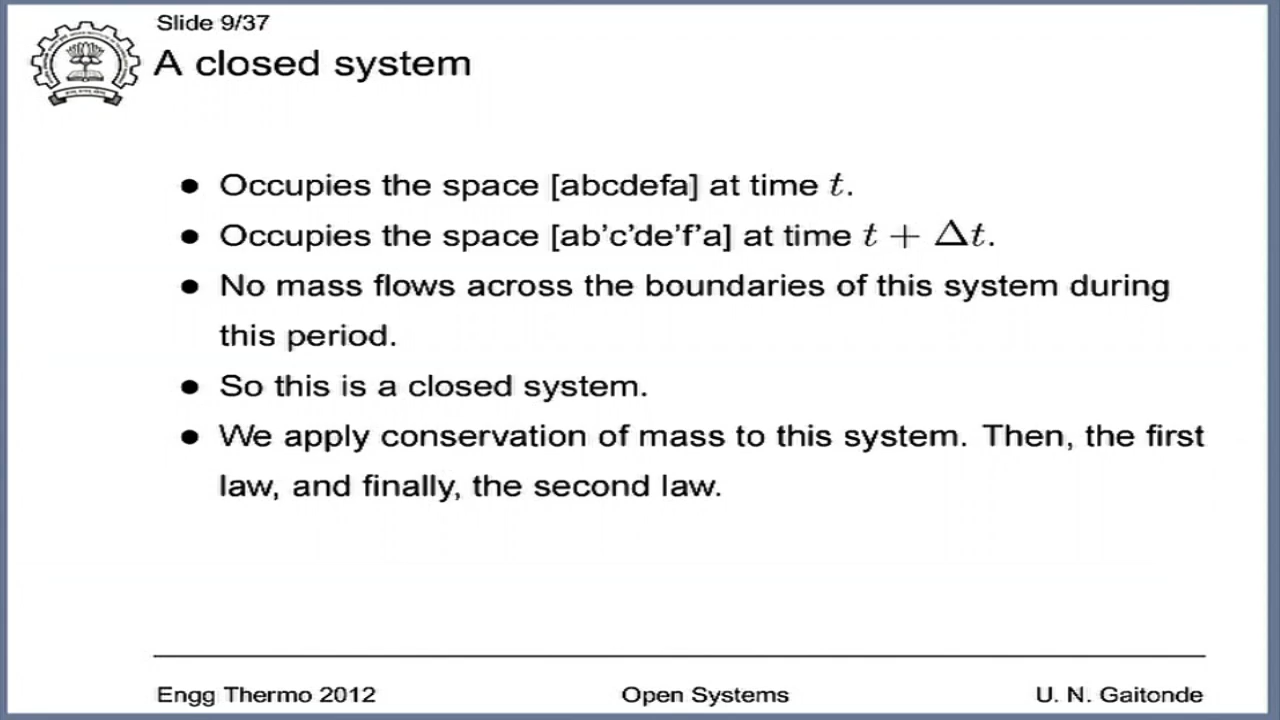 Slide 9/37
A closed system
● Occupies the space [abcdefa] at time t.
● Occupies the space [ab’c’de’f’a] at time t + Δt.
● No mass flows across the boundaries of this system during
this period.
● So this is a closed system.
● We apply conservation of mass to this system. Then, the first
law, and finally, the second law.
Engg Thermo 2012 Open Systems U. N. Gaitonde